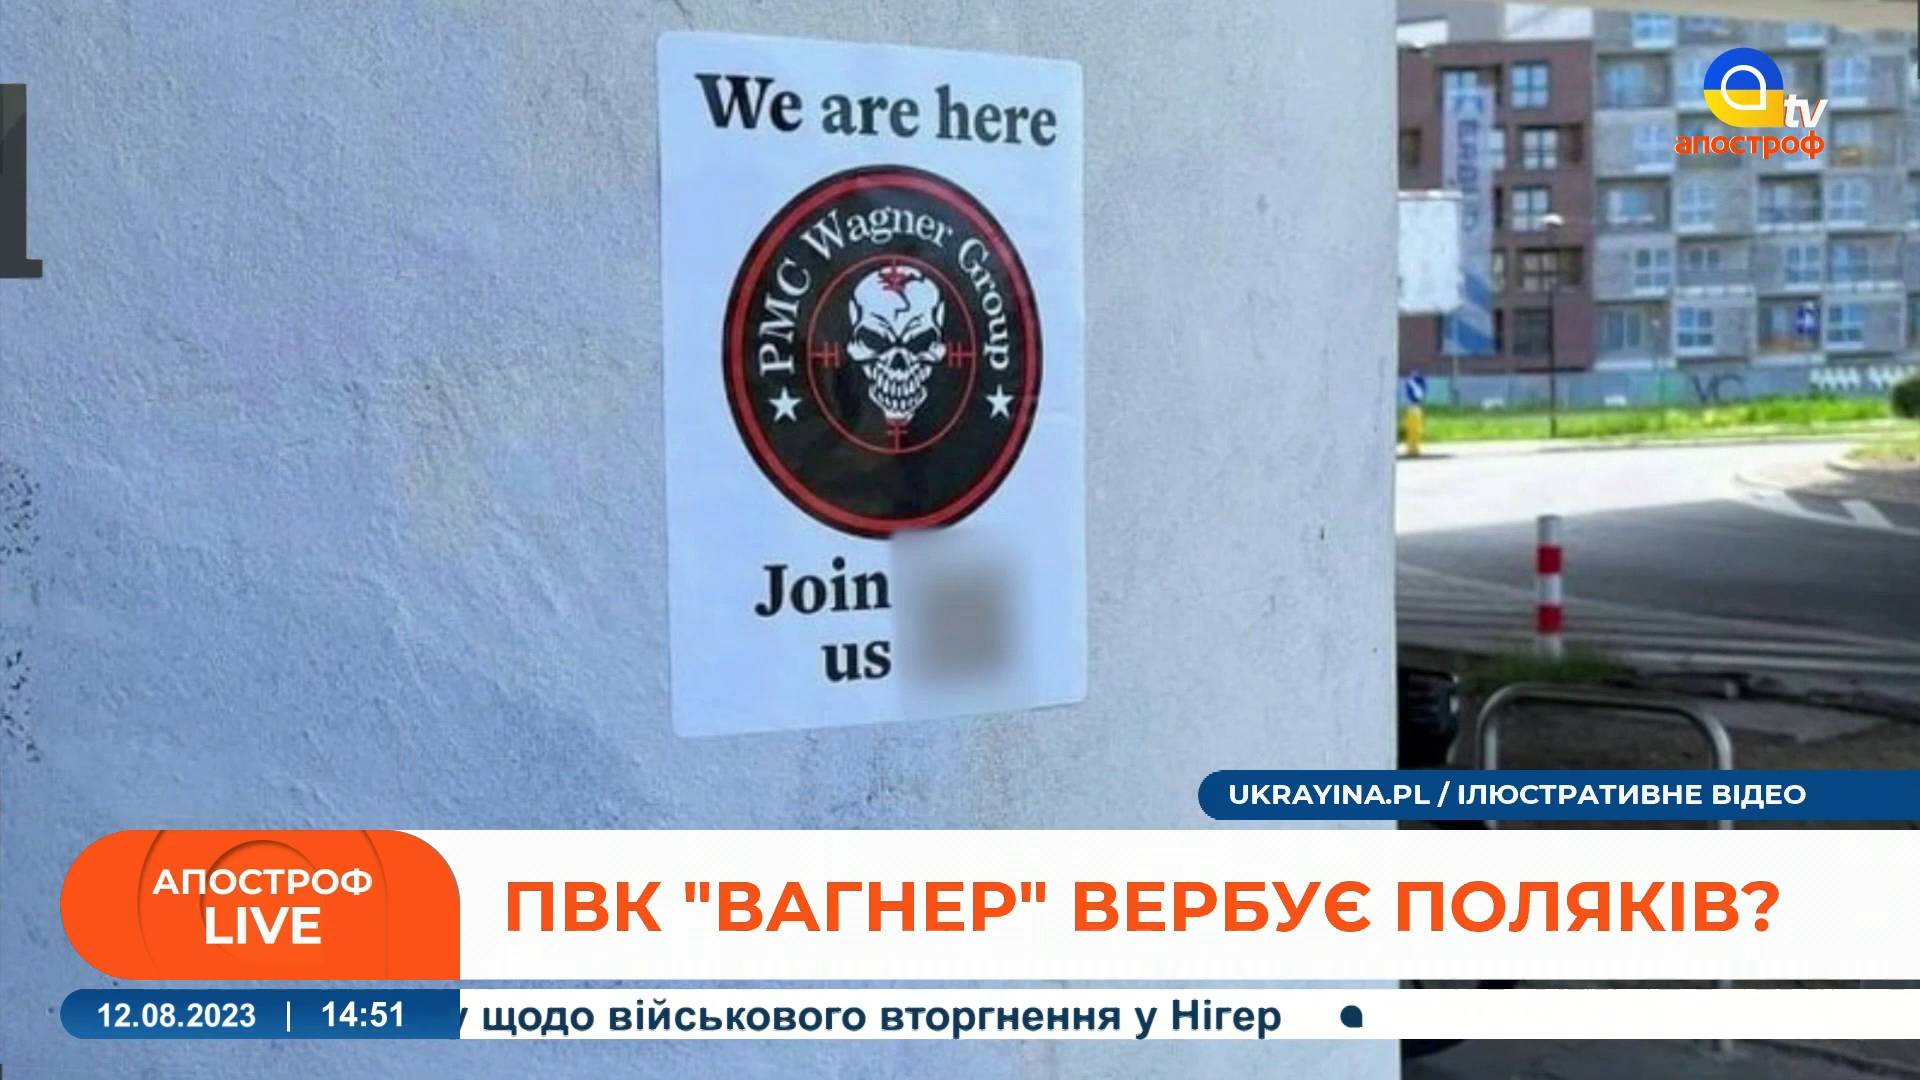 We are here
PMC Wagner Group
Join
us
tv
апостроф
UKRAYINA.PL / ІЛЮСТРАТИВНЕ ВІДЕО
АПОСТРОФ
LIVE
ПВК "ВАГНЕР" ВЕРБУЄ ПОЛЯКІВ?
12.08.2023 | 14:51
у щодо військового вторгнення у Нігер